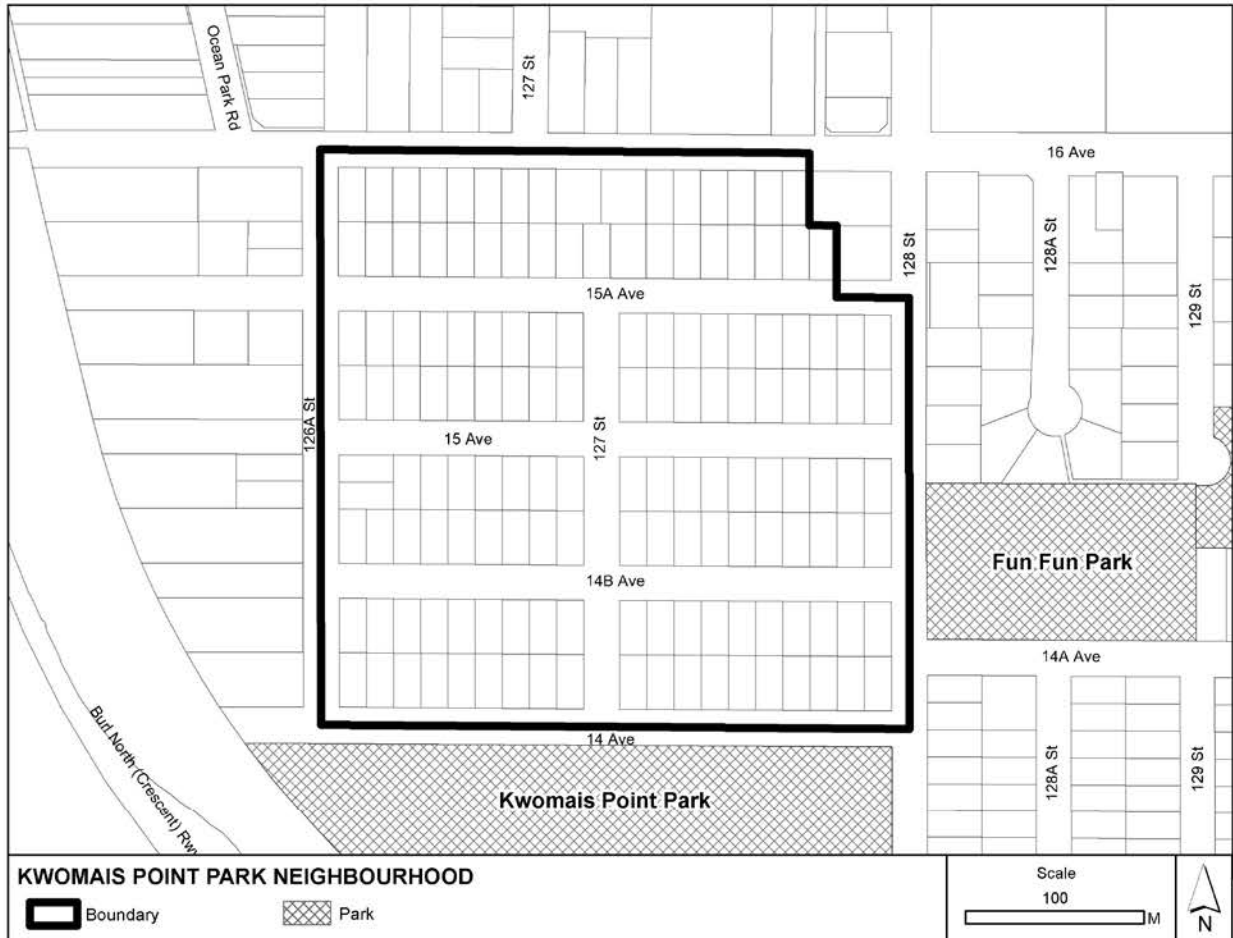 Ocean Park Rd
127 St
16 Ave
128A St
128 St
129 St
15A Ave
126A St
127 St
15 Ave
Fun Fun Park
14B Ave
14A Ave
Burl North (Crescent) Rwy
14 Ave
128A St
129 St
Kwomais Point Park
KWOMAIS POINT PARK NEIGHBOURHOOD
Boundary
Park
Scale
100
M
N